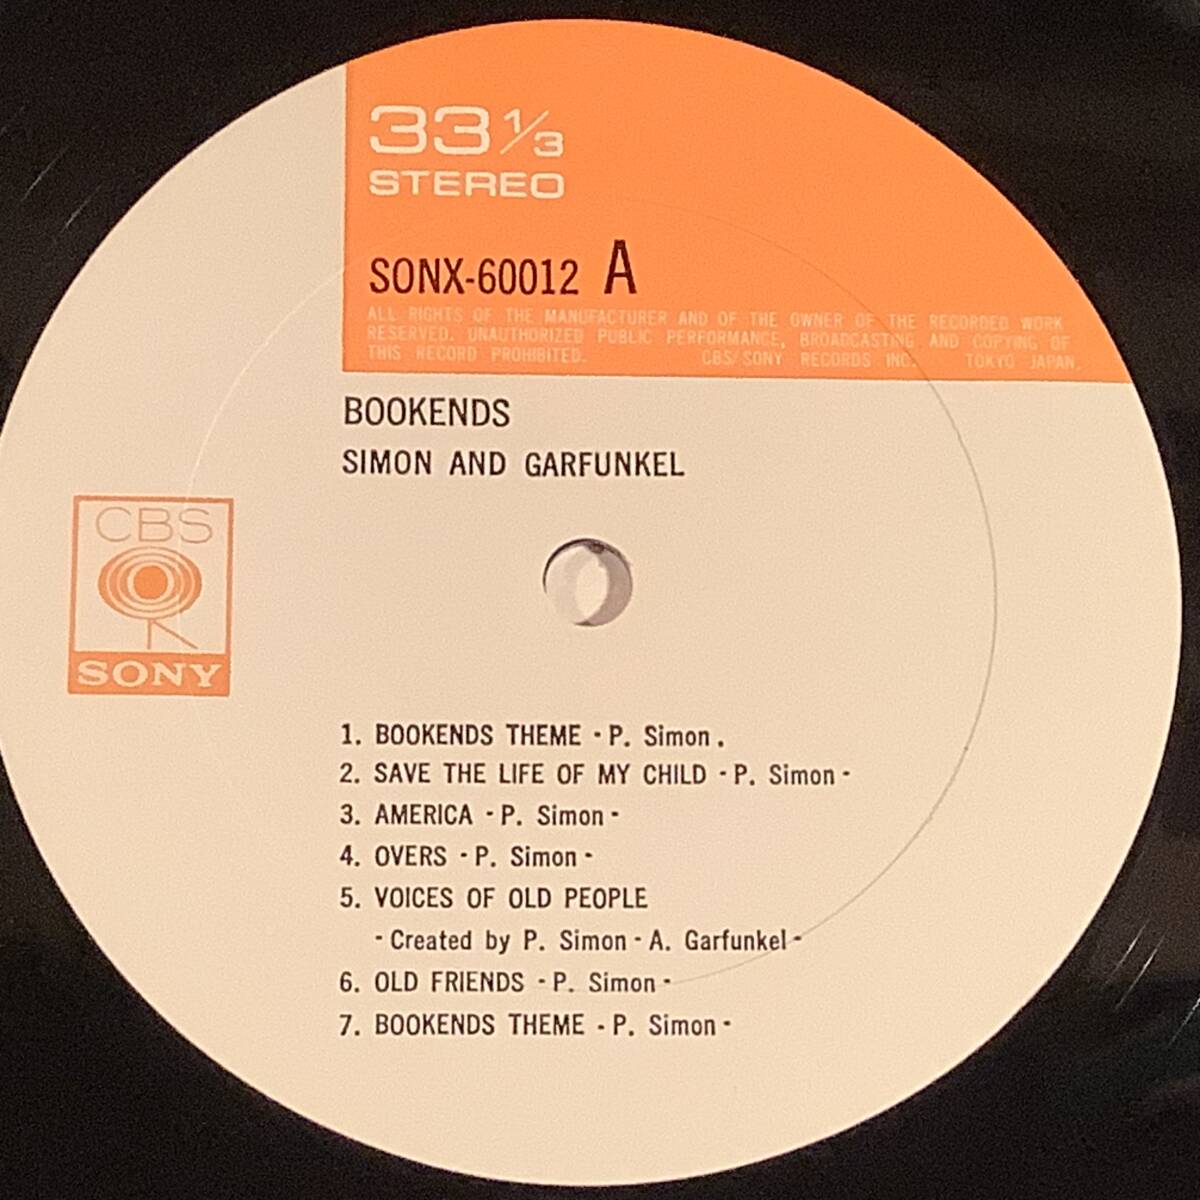 33 1/3
STEREO
SONX-60012 A
ALL RIGHTS OF THE MANUFACTURER AND OF THE OWNER OF THE RECORDED WORK
RESERVED. UNAUTHORIZED PUBLIC PERFORMANCE, BROADCASTING AND COPYING OF
THIS RECORD PROHIBITED. CBS/SONY RECORDS INC. TOKYO JAPAN.
BOOKENDS
SIMON AND GARFUNKEL
CBS
SONY
1. BOOKENDS THEME - P. Simon .
2. SAVE THE LIFE OF MY CHILD - P. Simon -
3. AMERICA - P. Simon -
4. OVERS - P. Simon -
5. VOICES OF OLD PEOPLE
- Created by P. Simon - A. Garfunkel -
6. OLD FRIENDS - P. Simon -
7. BOOKENDS THEME - P. Simon -